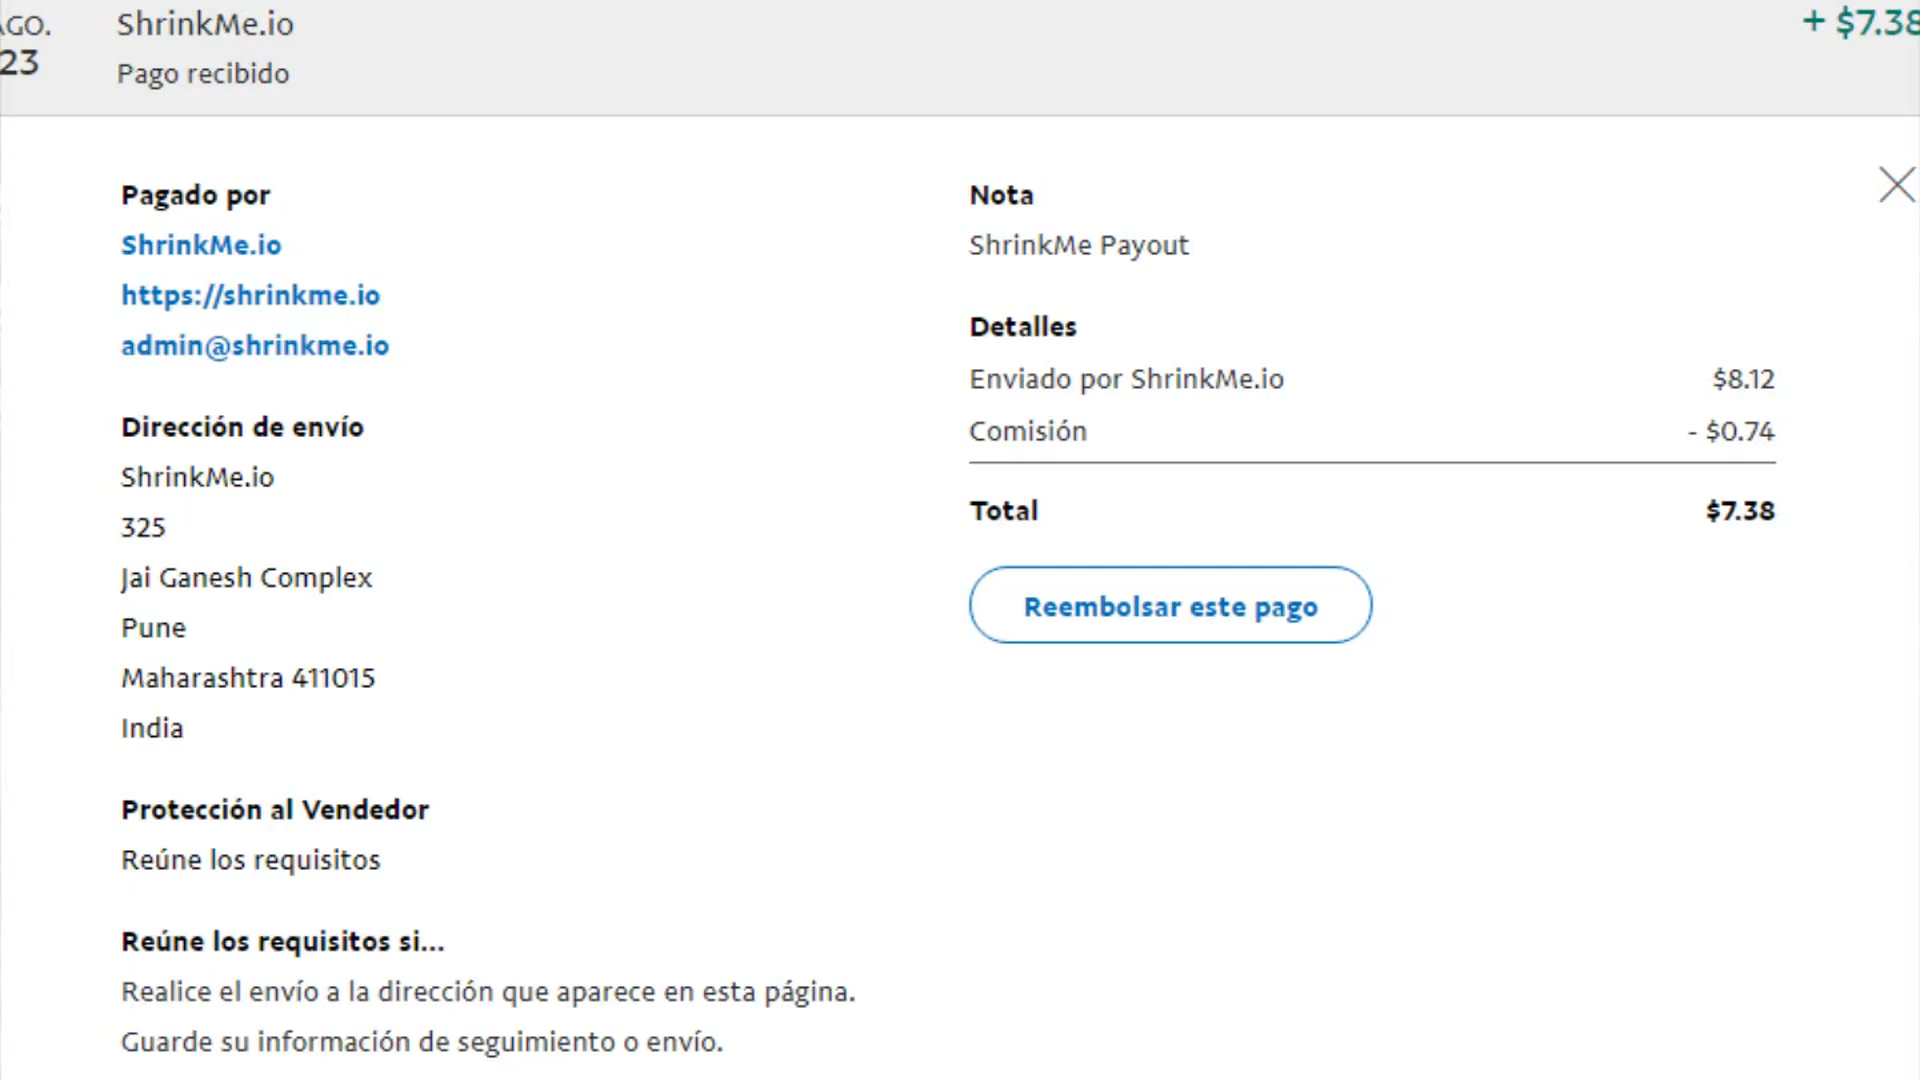 AGO.
23
ShrinkMe.io
Pago recibido
+ $7.38
Pagado por
ShrinkMe.io
https://shrinkme.io
admin@shrinkme.io
Dirección de envío
ShrinkMe.io
325
Jai Ganesh Complex
Pune
Maharashtra 411015
India
Protección al Vendedor
Reúne los requisitos
Reúne los requisitos si...
Realice el envío a la dirección que aparece en esta página.
Guarde su información de seguimiento o envío.
Nota
ShrinkMe Payout
Detalles
Enviado por ShrinkMe.io $8.12
Comisión - $0.74
Total $7.38
Reembolsar este pago